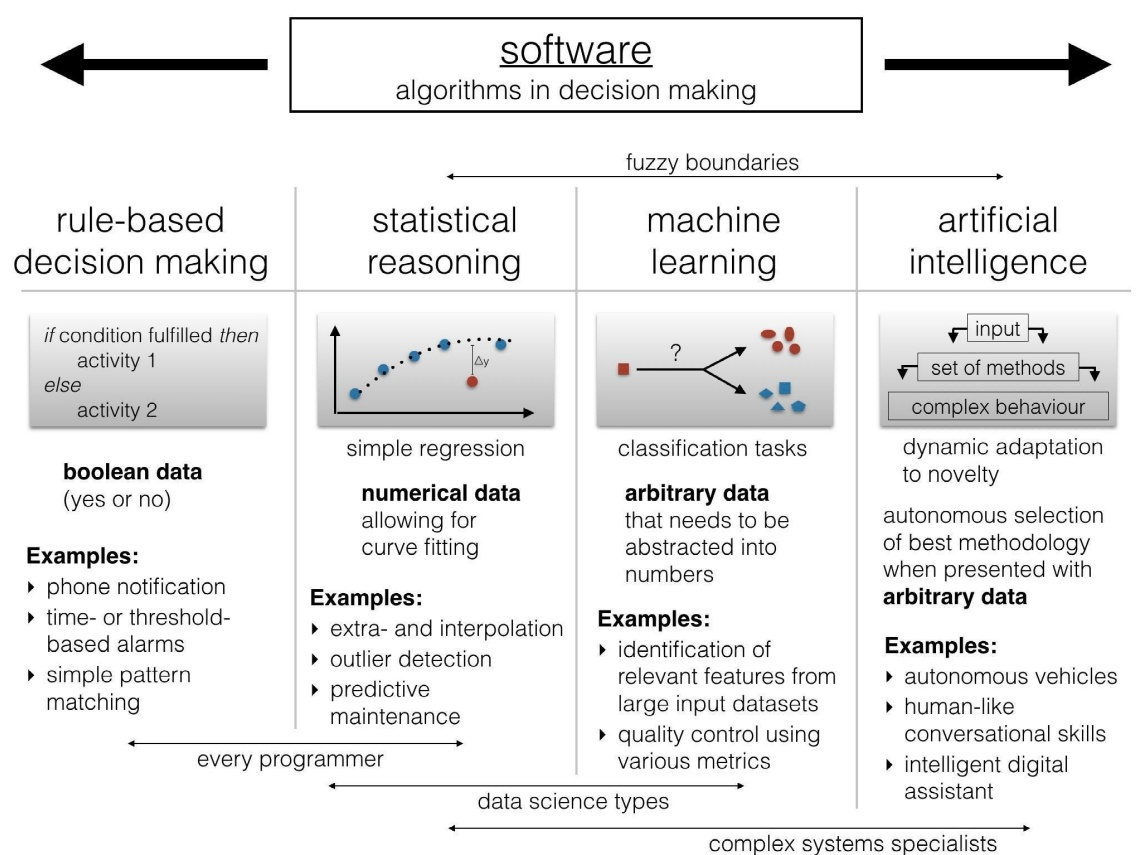 software
algorithms in decision making
fuzzy boundaries
rule-based
decision making
if condition fulfilled then
activity 1
else
activity 2
boolean data
(yes or no)
Examples:
phone notification
time- or threshold-
based alarms
simple pattern
matching
statistical
reasoning
Δy
simple regression
numerical data
allowing for
curve fitting
Examples:
extra- and interpolation
outlier detection
predictive
maintenance
machine
learning
?
classification tasks
arbitrary data
that needs to be
abstracted into
numbers
Examples:
identification of
relevant features from
large input datasets
quality control using
various metrics
artificial
intelligence
input
set of methods
complex behaviour
dynamic adaptation
to novelty
autonomous selection
of best methodology
when presented with
arbitrary data
Examples:
autonomous vehicles
human-like
conversational skills
intelligent digital
assistant
every programmer
data science types
complex systems specialists